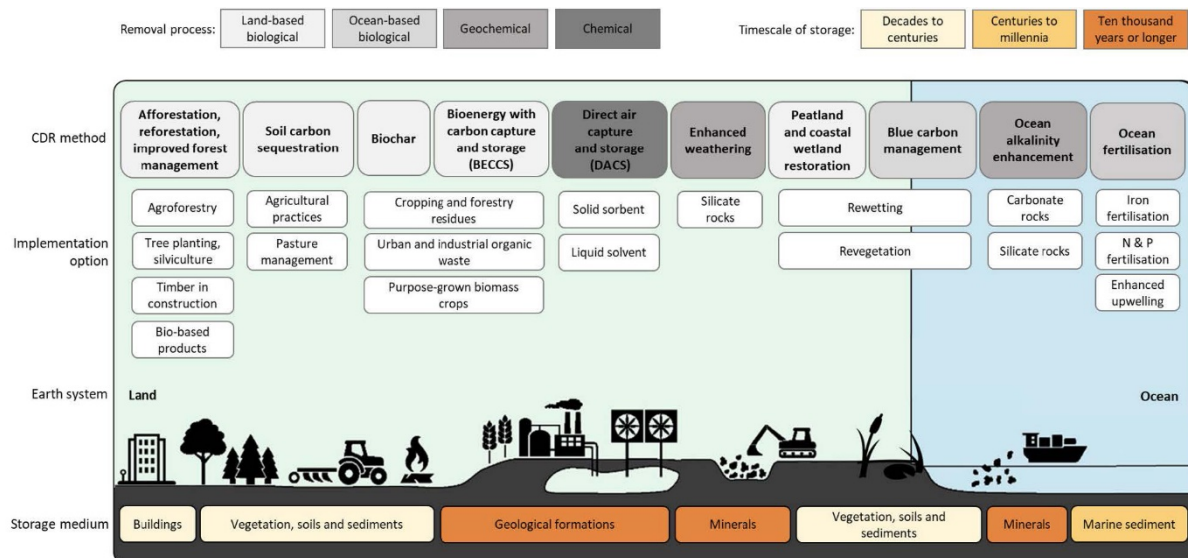 Removal process:
Land-based
biological
Ocean-based
biological
Geochemical
Chemical
Timescale of storage:
Decades to
centuries
Centuries to
millennia
Ten thousand
years or longer
CDR method
Afforestation,
reforestation,
improved forest
management
Soil carbon
sequestration
Biochar
Bioenergy with
carbon capture
and storage
(BECCS)
Direct air
capture
and storage
(DACS)
Enhanced
weathering
Peatland
and coastal
wetland
restoration
Blue carbon
management
Ocean
alkalinity
enhancement
Ocean
fertilisation
Implementation
option
Agroforestry
Tree planting,
silviculture
Timber in
construction
Bio-based
products
Agricultural
practices
Pasture
management
Cropping and forestry
residues
Urban and industrial organic
waste
Purpose-grown biomass
crops
Solid sorbent
Liquid solvent
Silicate
rocks
Rewetting
Revegetation
Carbonate
rocks
Silicate rocks
Iron
fertilisation
N & P
fertilisation
Enhanced
upwelling
Earth system
Land
Ocean
Storage medium
Buildings
Vegetation, soils and sediments
Geological formations
Minerals
Vegetation, soils and
sediments
Minerals
Marine sediment